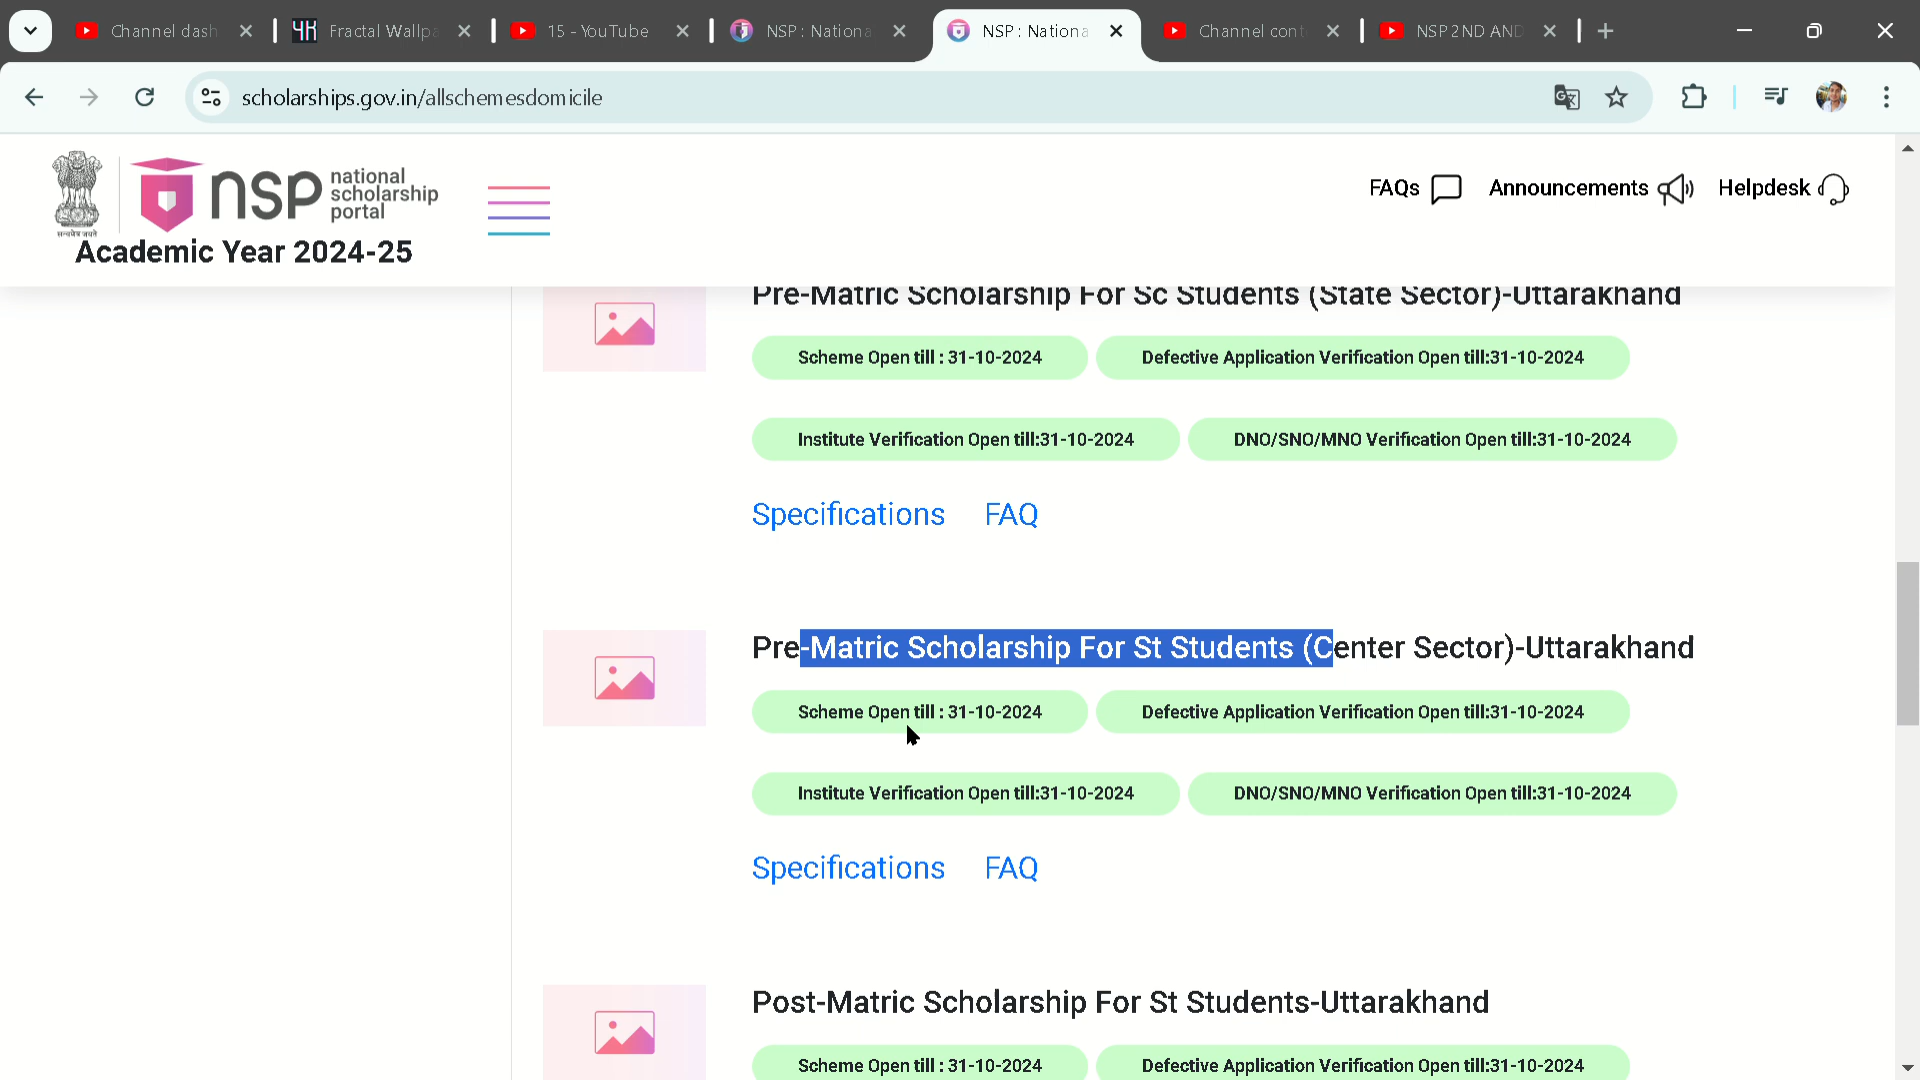 Channel dash
Fractal Wallpa
15 - YouTube
NSP : Nationa
NSP : Nationa
Channel cont
NSP 2ND AND
scholarships.gov.in/allschemesdomicile
सत्यमेव जयते
nsp national scholarship portal
Academic Year 2024-25
FAQs Announcements Helpdesk
Pre-Matric Scholarship For Sc Students (State Sector)-Uttarakhand
Scheme Open till : 31-10-2024 Defective Application Verification Open till:31-10-2024
Institute Verification Open till:31-10-2024 DNO/SNO/MNO Verification Open till:31-10-2024
Specifications FAQ
Pre-Matric Scholarship For St Students (Center Sector)-Uttarakhand
Scheme Open till : 31-10-2024 Defective Application Verification Open till:31-10-2024
Institute Verification Open till:31-10-2024 DNO/SNO/MNO Verification Open till:31-10-2024
Specifications FAQ
Post-Matric Scholarship For St Students-Uttarakhand
Scheme Open till : 31-10-2024 Defective Application Verification Open till:31-10-2024